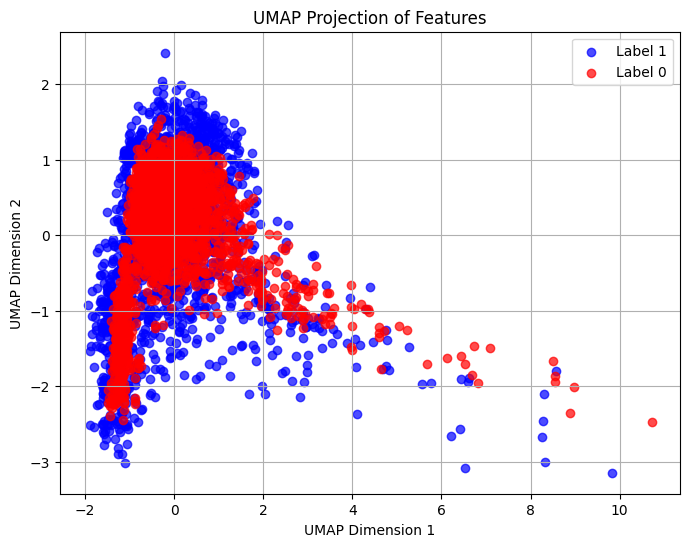 UMAP Projection of Features
Label 1
Label 0
UMAP Dimension 2
2
1
0
−1
−2
−3
−2
0
2
4
6
8
10
UMAP Dimension 1